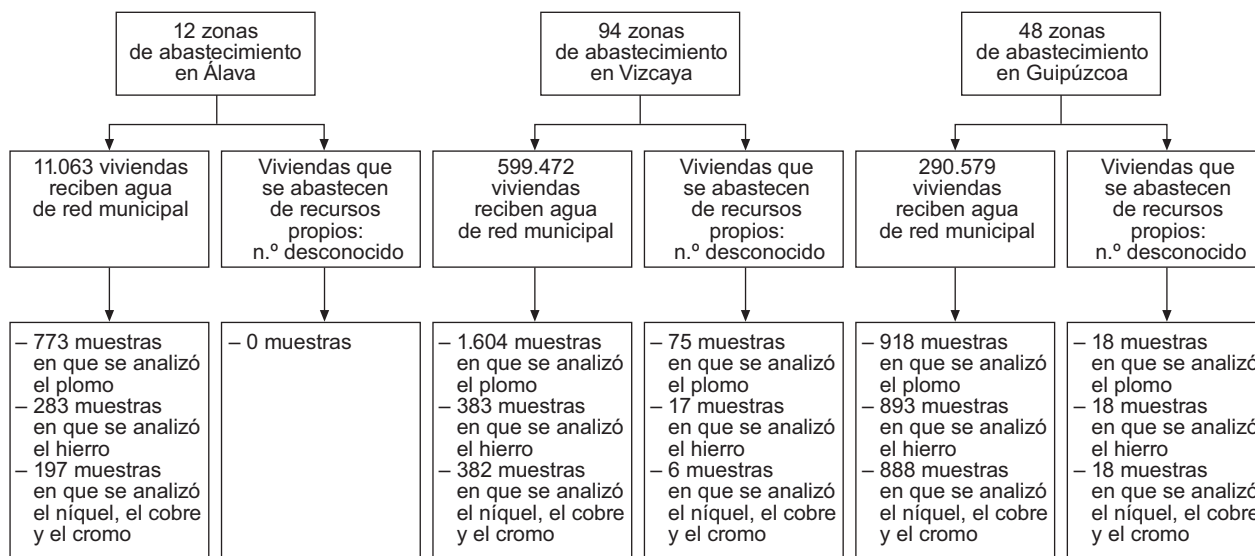 12 zonas
de abastecimiento
en Álava
94 zonas
de abastecimiento
en Vizcaya
48 zonas
de abastecimiento
en Guipúzcoa
11.063 viviendas
reciben agua
de red municipal
Viviendas que
se abastecen
de recursos
propios:
n.º desconocido
599.472
viviendas
reciben agua
de red municipal
Viviendas que
se abastecen
de recursos
propios:
n.º desconocido
290.579
viviendas
reciben agua
de red municipal
Viviendas que
se abastecen
de recursos
propios:
n.º desconocido
– 773 muestras
en que se analizó
el plomo
– 283 muestras
en que se analizó
el hierro
– 197 muestras
en que se analizó
el níquel, el cobre
y el cromo
– 0 muestras
– 1.604 muestras
en que se analizó
el plomo
– 383 muestras
en que se analizó
el hierro
– 382 muestras
en que se analizó
el níquel, el cobre
y el cromo
– 75 muestras
en que se analizó
el plomo
– 17 muestras
en que se analizó
el hierro
– 6 muestras
en que se analizó
el níquel, el cobre
y el cromo
– 918 muestras
en que se analizó
el plomo
– 893 muestras
en que se analizó
el hierro
– 888 muestras
en que se analizó
el níquel, el cobre
y el cromo
– 18 muestras
en que se analizó
el plomo
– 18 muestras
en que se analizó
el hierro
– 18 muestras
en que se analizó
el níquel, el cobre
y el cromo